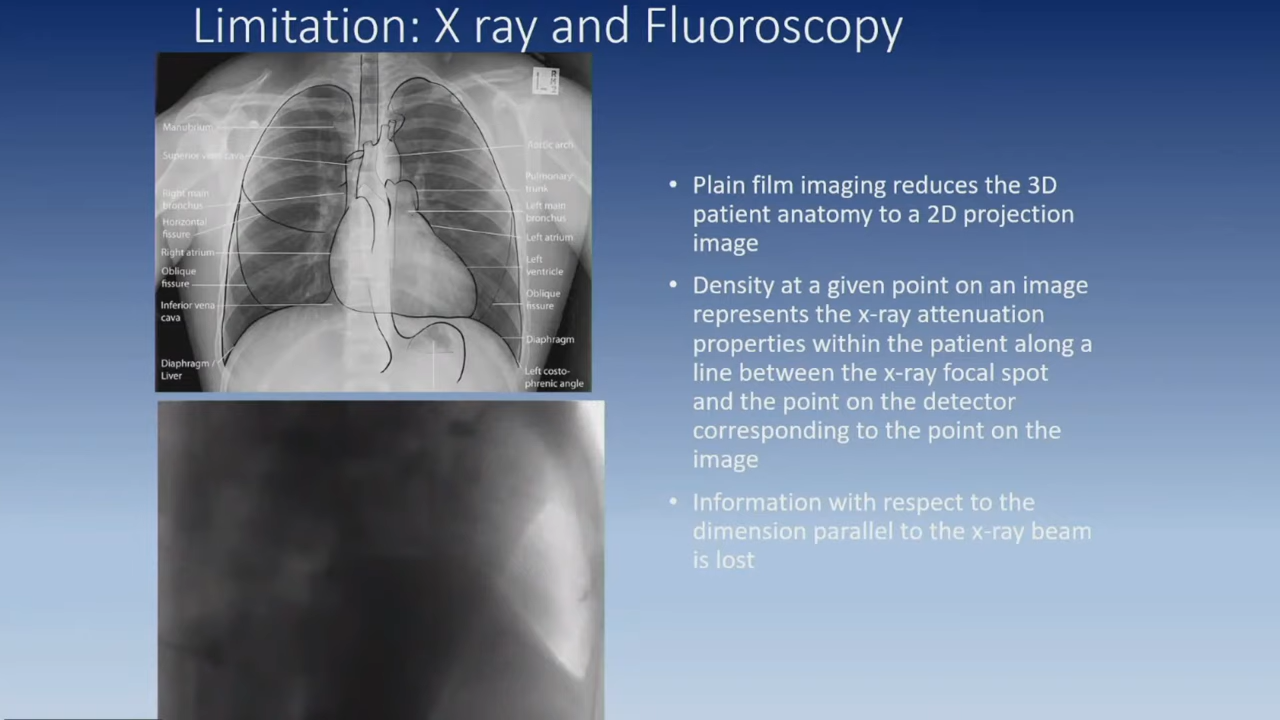 Limitation: X ray and Fluoroscopy
Manubrium
Superior vena cava
Right main
bronchus
Horizontal
fissure
Right atrium
Oblique
fissure
Inferior vena
cava
Diaphragm /
Liver
Aortic arch
Pulmonary
trunk
Left main
bronchus
Left atrium
Left
ventricle
Oblique
fissure
Diaphragm
Left costo-
phrenic angle
• Plain film imaging reduces the 3D
patient anatomy to a 2D projection
image
• Density at a given point on an image
represents the x-ray attenuation
properties within the patient along a
line between the x-ray focal spot
and the point on the detector
corresponding to the point on the
image
• Information with respect to the
dimension parallel to the x-ray beam
is lost